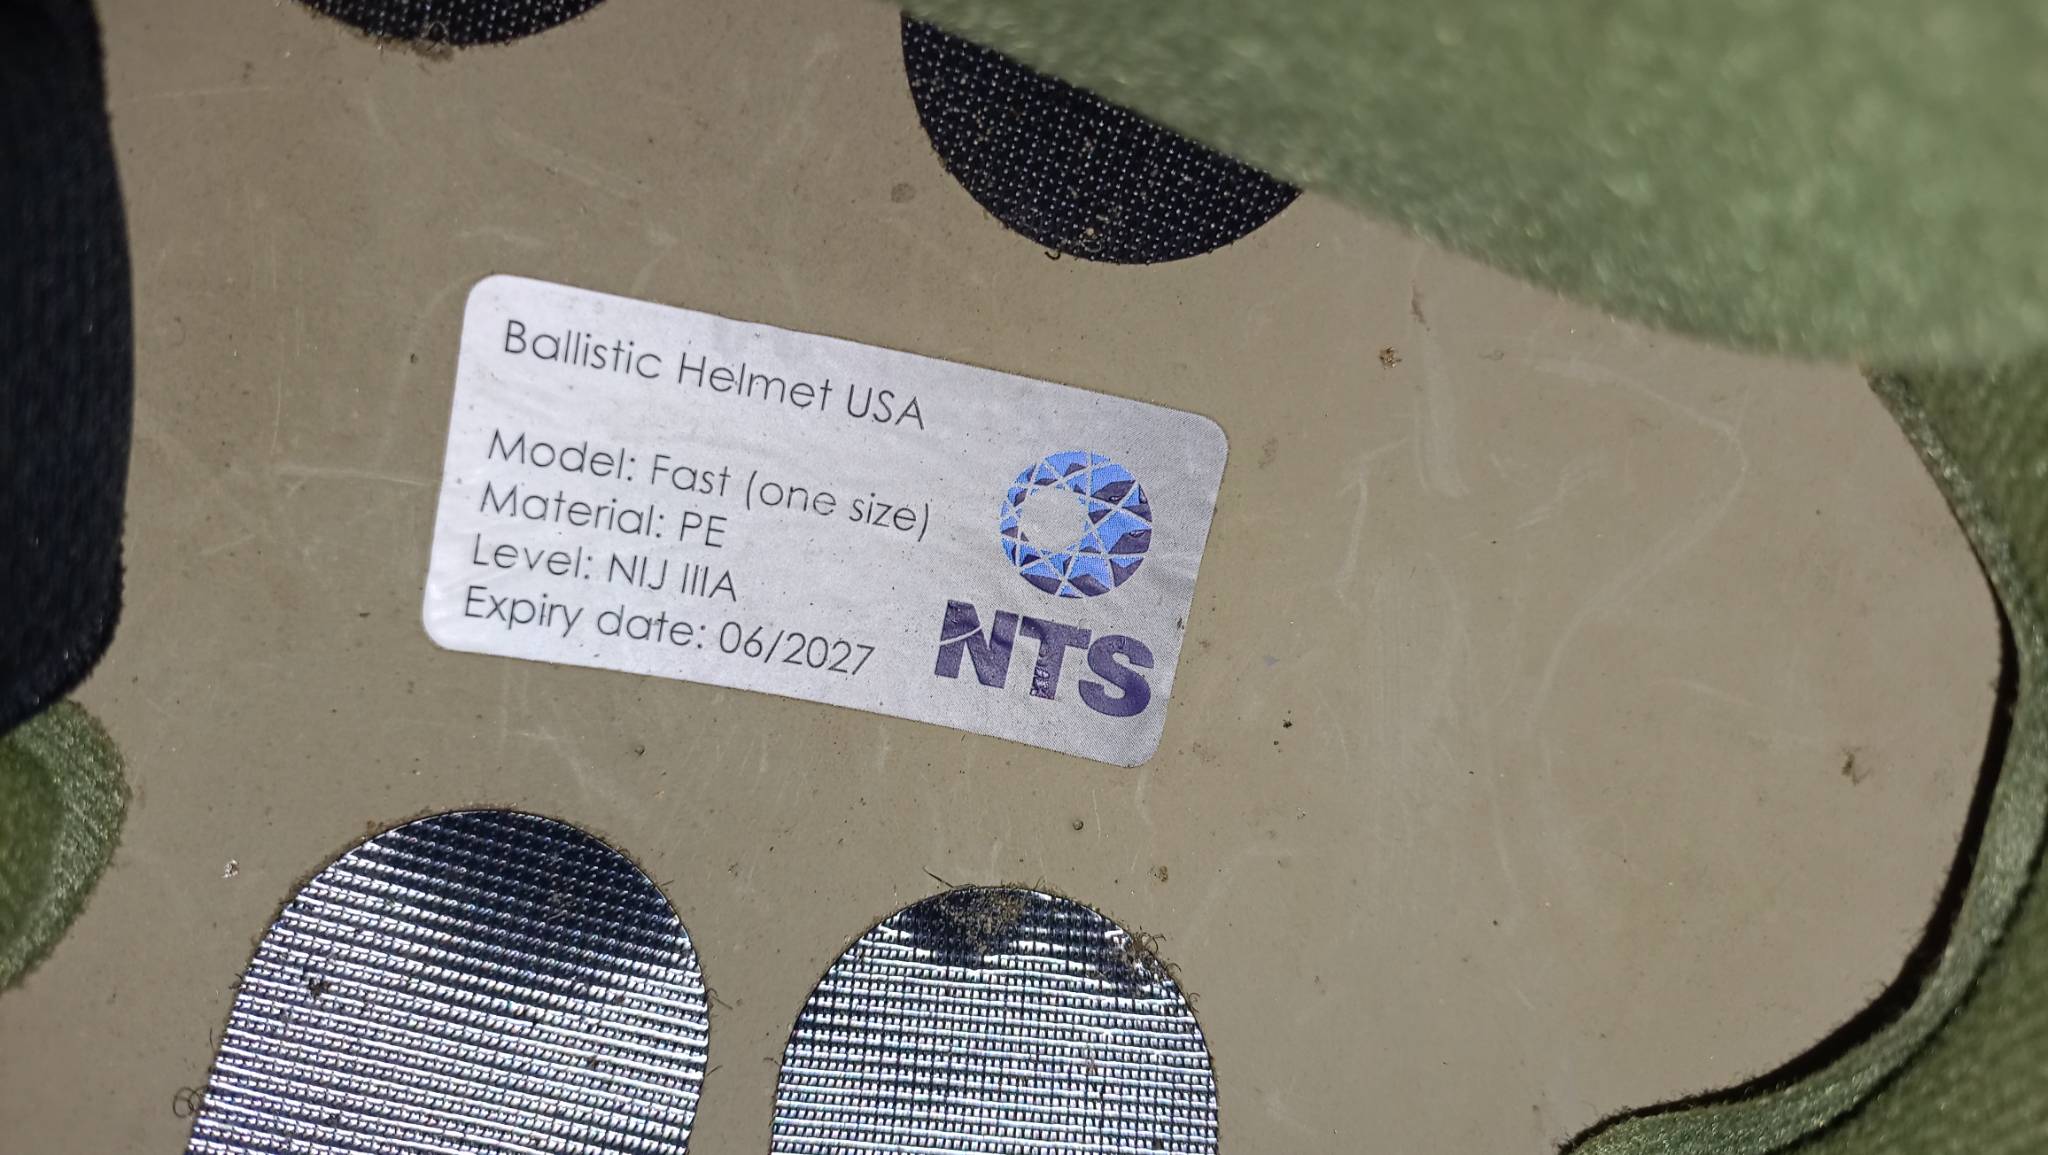 Ballistic Helmet USA
Model: Fast (one size)
Material: PE
Level: NIJ IIIA
Expiry date: 06/2027
NTS